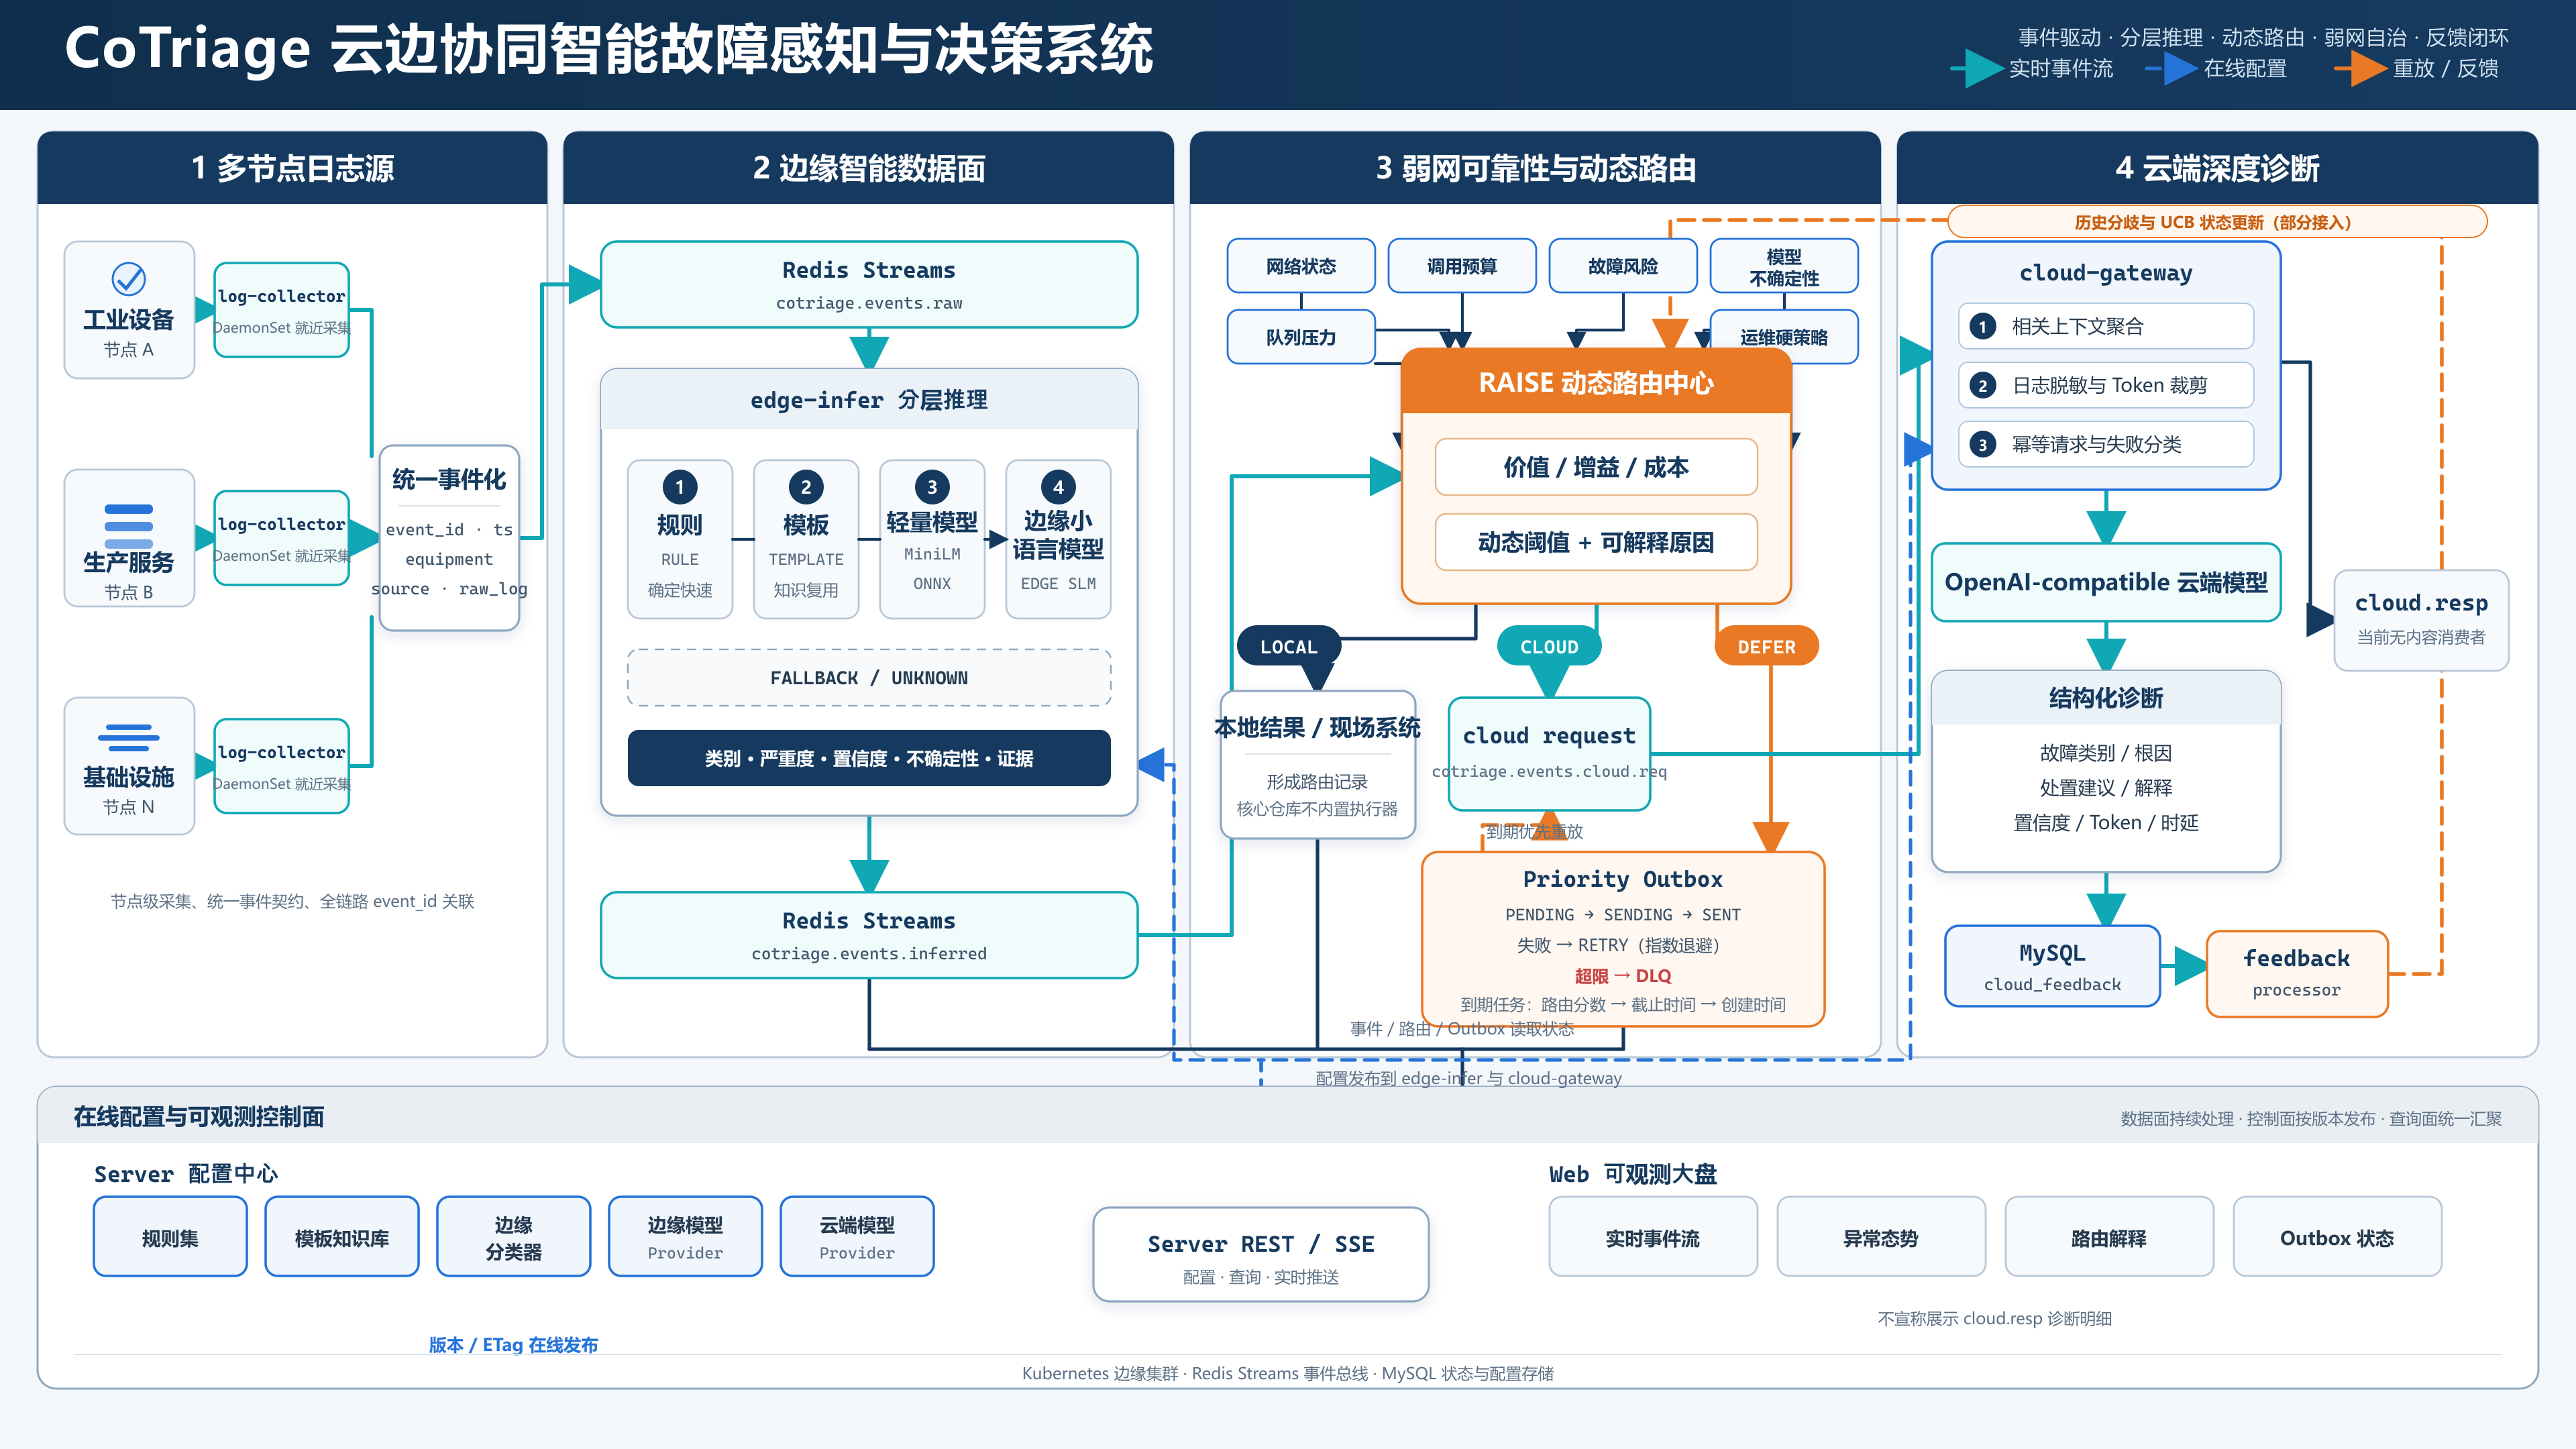 CoTriage 云边协同智能故障感知与决策系统
事件驱动 · 分层推理 · 动态路由 · 弱网自治 · 反馈闭环
实时事件流
在线配置
重放 / 反馈
1 多节点日志源
工业设备
节点 A
log-collector
DaemonSet 就近采集
生产服务
节点 B
log-collector
DaemonSet 就近采集
基础设施
节点 N
log-collector
DaemonSet 就近采集
统一事件化
event_id · ts
equipment
source · raw_log
节点级采集、统一事件契约、全链路 event_id 关联
2 边缘智能数据面
Redis Streams
cotriage.events.raw
edge-infer 分层推理
1
规则
RULE
确定快速
2
模板
TEMPLATE
知识复用
3
轻量模型
MiniLM
ONNX
4
边缘小
语言模型
EDGE SLM
FALLBACK / UNKNOWN
类别 • 严重度 • 置信度 • 不确定性 • 证据
Redis Streams
cotriage.events.inferred
3 弱网可靠性与动态路由
网络状态
调用预算
故障风险
模型
不确定性
队列压力
运维硬策略
RAISE 动态路由中心
价值 / 增益 / 成本
动态阈值 + 可解释原因
LOCAL
CLOUD
DEFER
本地结果 / 现场系统
形成路由记录
核心仓库不内置执行器
cloud request
cotriage.events.cloud.req
到期优先重放
Priority Outbox
PENDING → SENDING → SENT
失败 → RETRY（指数退避）
超限 → DLQ
到期任务：路由分数 → 截止时间 → 创建时间
事件 / 路由 / Outbox 读取状态
配置发布到 edge-infer 与 cloud-gateway
4 云端深度诊断
历史分歧与 UCB 状态更新（部分接入）
cloud-gateway
1 相关上下文聚合
2 日志脱敏与 Token 裁剪
3 幂等请求与失败分类
OpenAI-compatible 云端模型
cloud.resp
当前无内容消费者
结构化诊断
故障类别 / 根因
处置建议 / 解释
置信度 / Token / 时延
MySQL
cloud_feedback
feedback
processor
在线配置与可观测控制面
数据面持续处理 · 控制面按版本发布 · 查询面统一汇聚
Server 配置中心
规则集
模板知识库
边缘
分类器
边缘模型
Provider
云端模型
Provider
版本 / ETag 在线发布
Server REST / SSE
配置 · 查询 · 实时推送
Web 可观测大盘
实时事件流
异常态势
路由解释
Outbox 状态
不宣称展示 cloud.resp 诊断明细
Kubernetes 边缘集群 · Redis Streams 事件总线 · MySQL 状态与配置存储